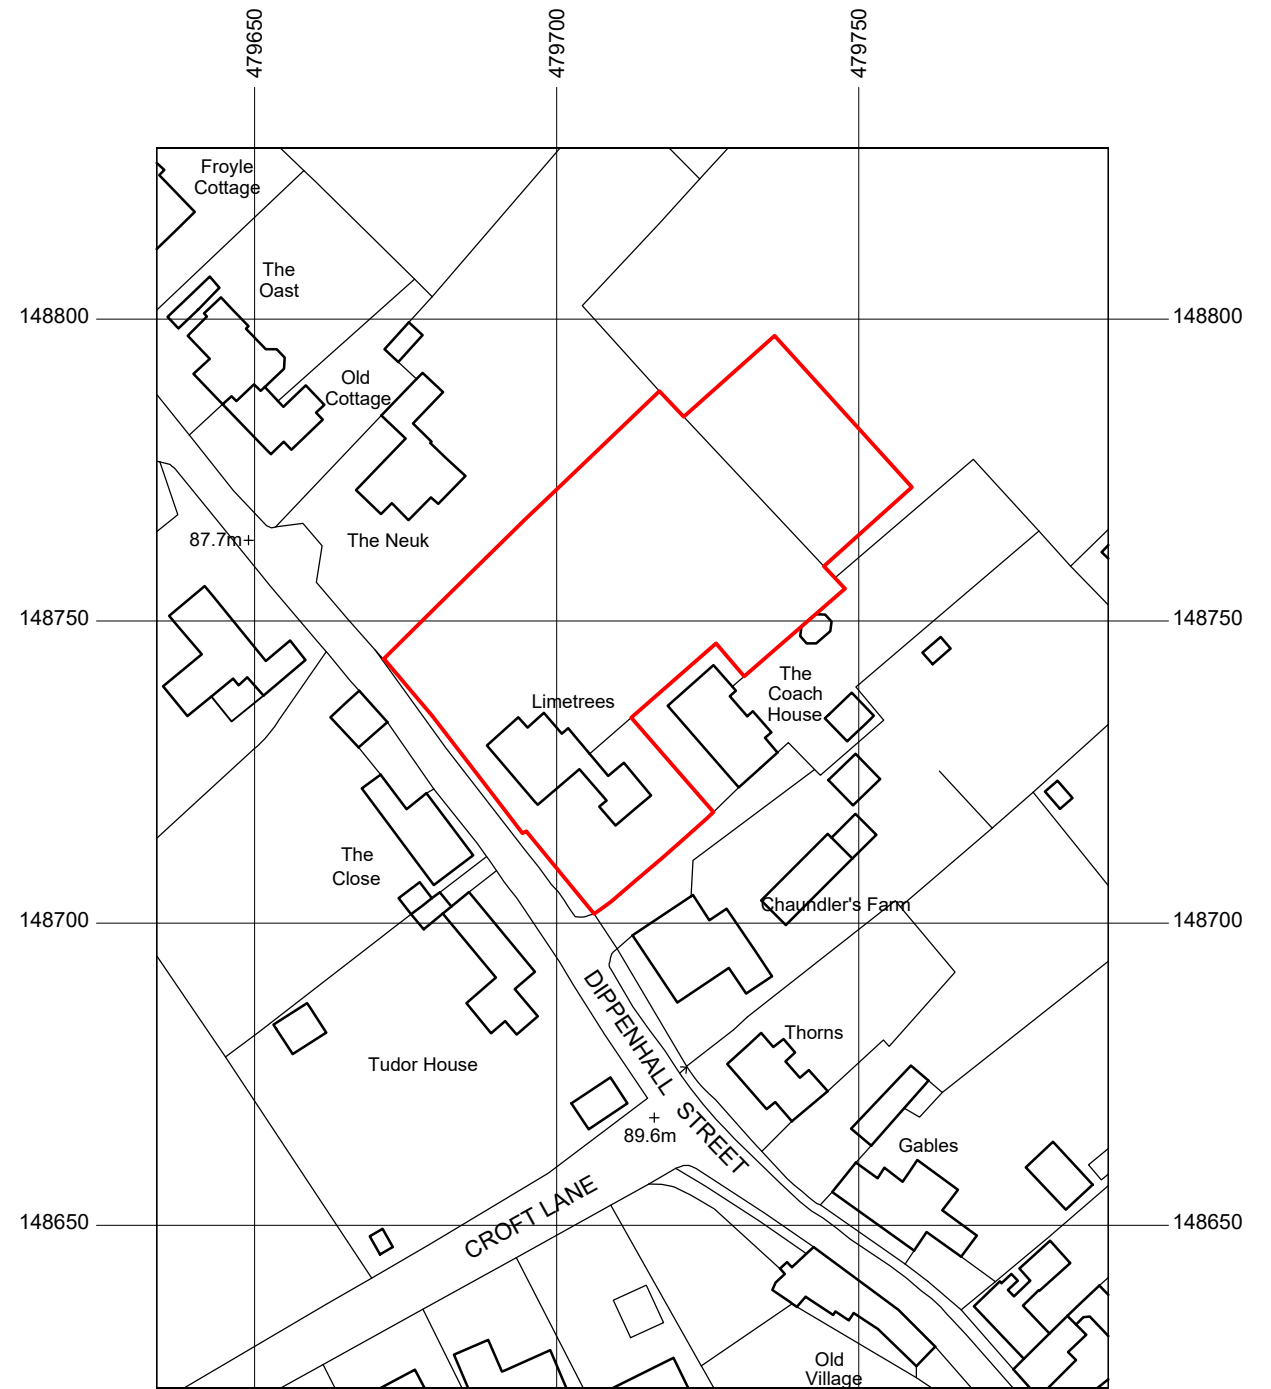 479650
479700
479750
Froyle
Cottage
The
Oast
148800
148800
Old
Cottage
87.7m+
The Neuk
148750
148750
The
Coach
House
Limetrees
The
Close
Chaundler's Farm
148700
148700
DIPPENHALL STREET
Thorns
Tudor House
+
89.6m
Gables
CROFT LANE
148650
148650
Old
Village